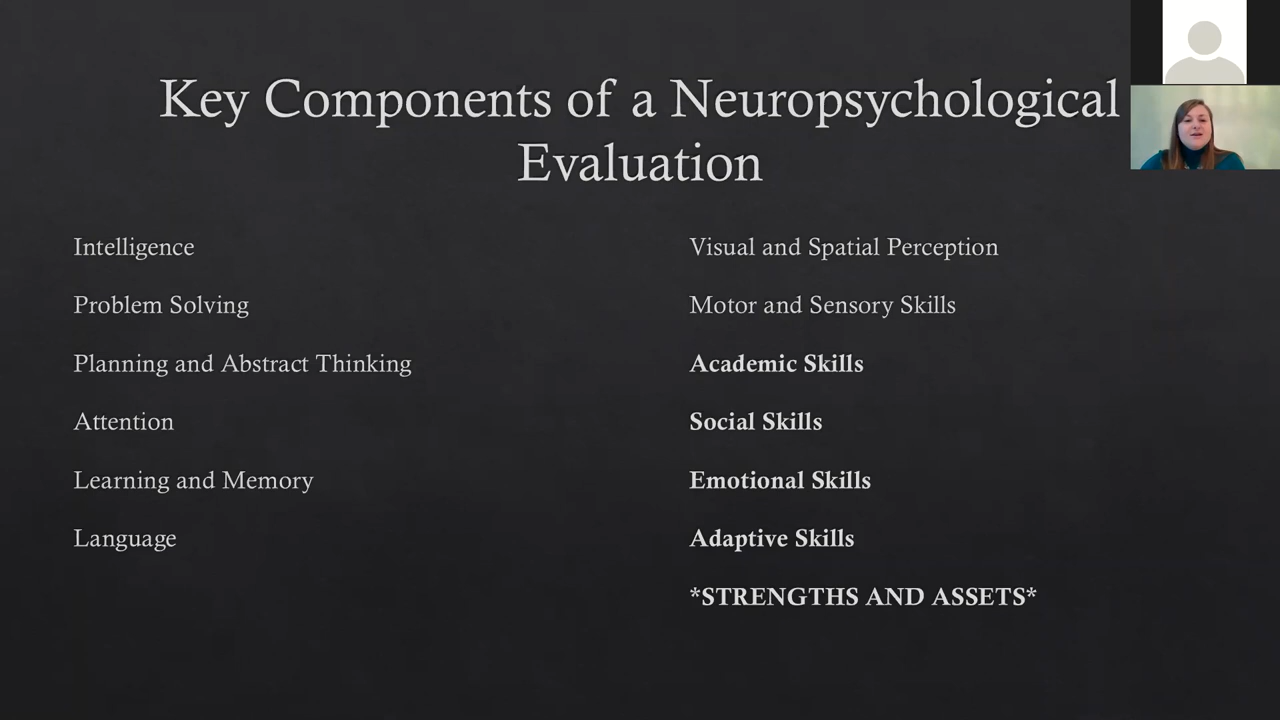 Key Components of a Neuropsychological
Evaluation
Intelligence
Problem Solving
Planning and Abstract Thinking
Attention
Learning and Memory
Language
Visual and Spatial Perception
Motor and Sensory Skills
Academic Skills
Social Skills
Emotional Skills
Adaptive Skills
*STRENGTHS AND ASSETS*